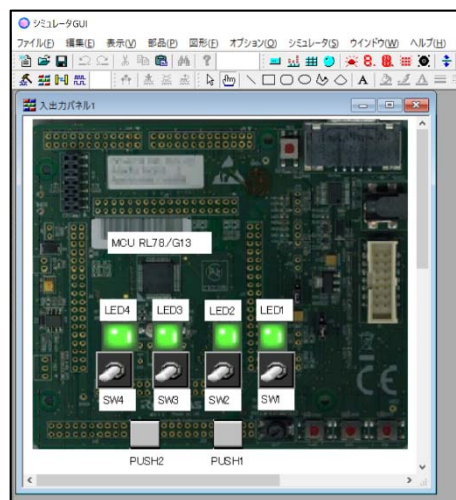 シミュレータGUI
ファイル(F) 編集(E) 表示(V) 部品(P) 図形(F) オプション(O) シミュレータ(S) ウインドウ(W) ヘルプ(H)
入出力パネル1
MCU RL78/G13
LED4 LED3 LED2 LED1
SW4 SW3 SW2 SW1
PUSH2 PUSH1